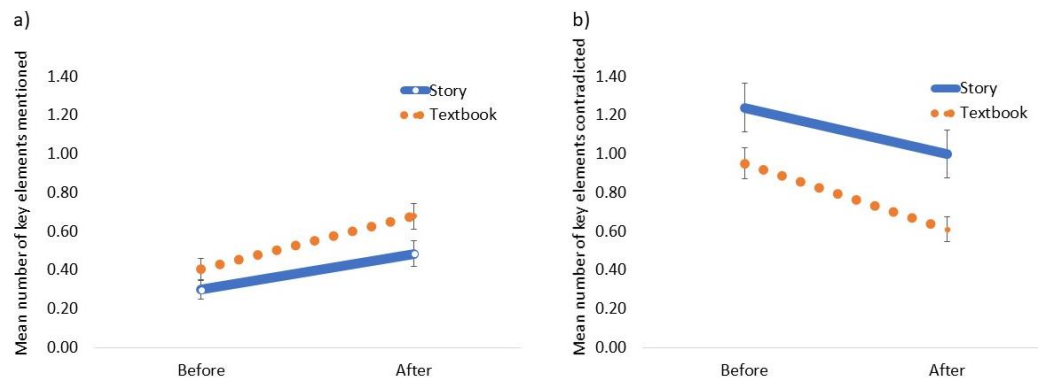 a)
Mean number of key elements mentioned
1.40
1.20
1.00
0.80
0.60
0.40
0.20
0.00
Story
Textbook
Before
After
b)
Mean number of key elements contradicted
1.40
1.20
1.00
0.80
0.60
0.40
0.20
0.00
Story
Textbook
Before
After